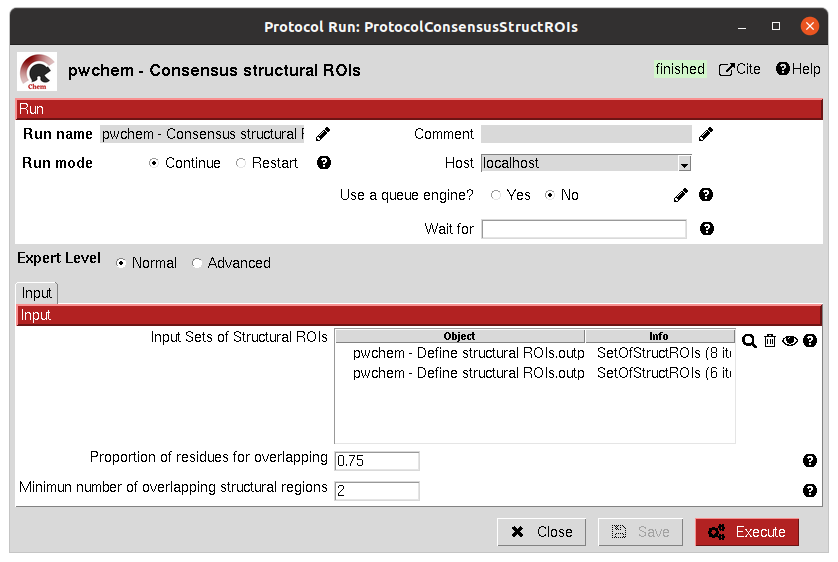 Protocol Run: ProtocolConsensusStructROIs
Chem
pwchem - Consensus structural ROIs
finished
Cite
Help
Run
Run name pwchem - Consensus structural
Comment
Run mode Continue Restart
Host localhost
Use a queue engine? Yes No
Wait for
Expert Level Normal Advanced
Input
Input
Input Sets of Structural ROIs
Object Info
pwchem - Define structural ROIs.outp SetOfStructROIs (8 ite
pwchem - Define structural ROIs.outp SetOfStructROIs (6 ite
Proportion of residues for overlapping 0.75
Minimun number of overlapping structural regions 2
Close Save Execute